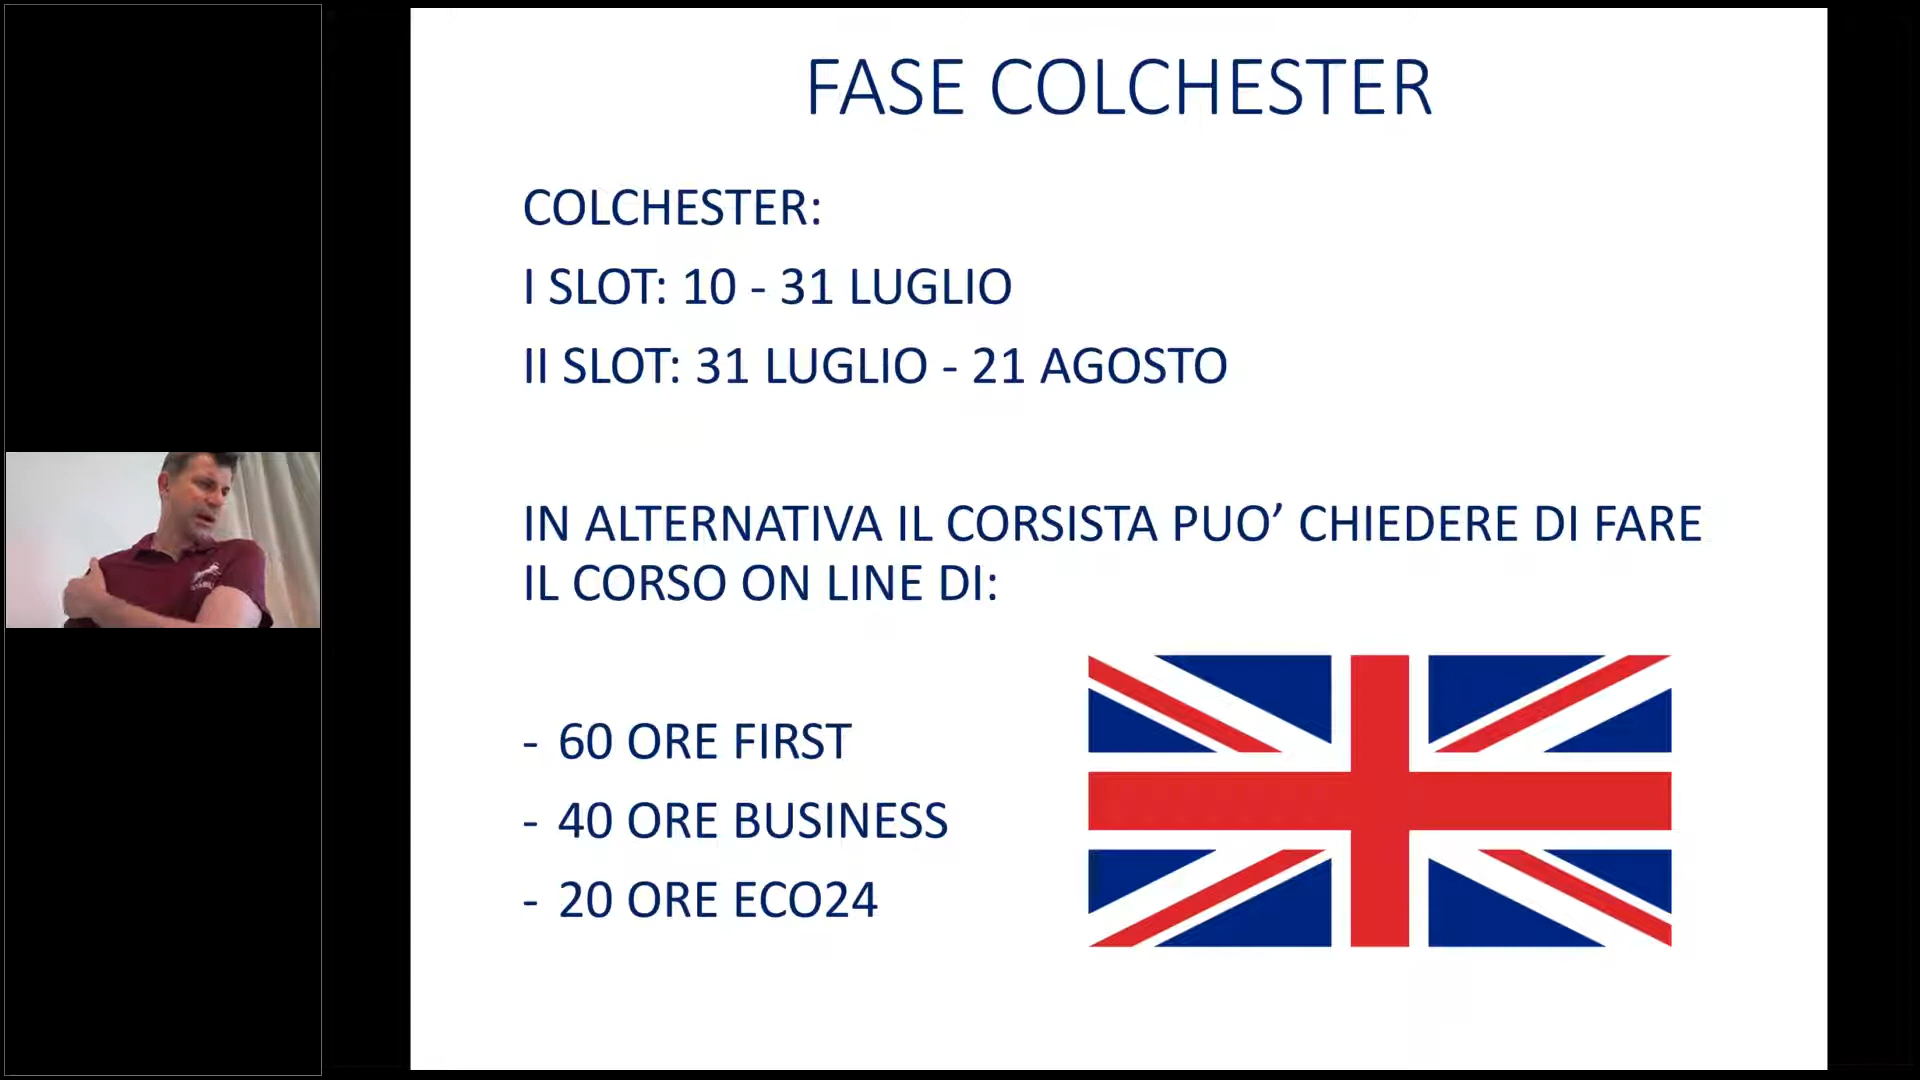 FASE COLCHESTER
COLCHESTER:
I SLOT: 10 - 31 LUGLIO
II SLOT: 31 LUGLIO - 21 AGOSTO
IN ALTERNATIVA IL CORSISTA PUO’ CHIEDERE DI FARE
IL CORSO ON LINE DI:
- 60 ORE FIRST
- 40 ORE BUSINESS
- 20 ORE ECO24